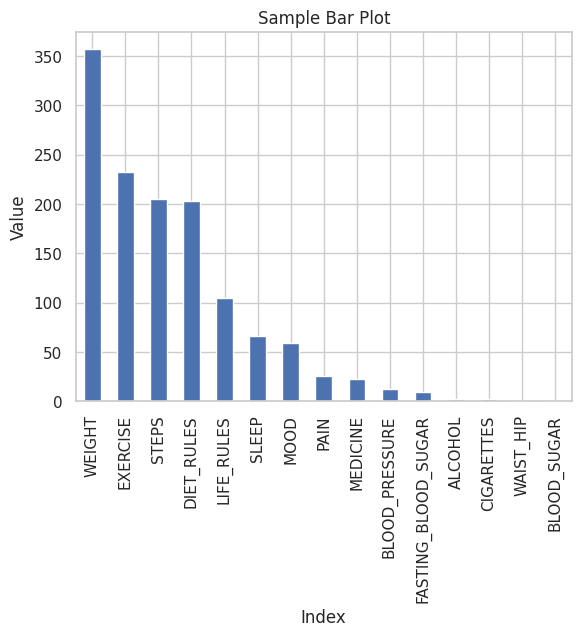 Sample Bar Plot
Value
350
300
250
200
150
100
50
0
WEIGHT
EXERCISE
STEPS
DIET_RULES
LIFE_RULES
SLEEP
MOOD
PAIN
MEDICINE
BLOOD_PRESSURE
FASTING_BLOOD_SUGAR
ALCOHOL
CIGARETTES
WAIST_HIP
BLOOD_SUGAR
Index